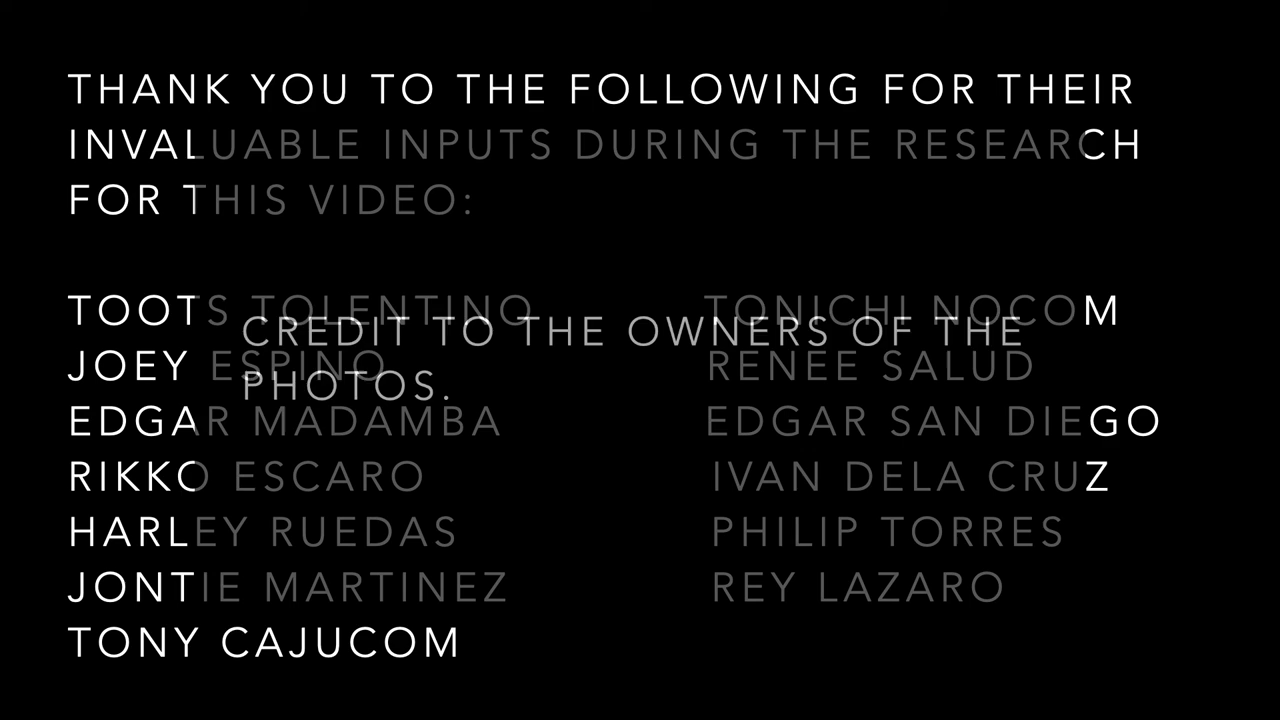 THANK YOU TO THE FOLLOWING FOR THEIR
INVALUABLE INPUTS DURING THE RESEARCH
FOR THIS VIDEO:
TOOTS TOLENTINO
JOEY ESPINO
EDGAR MADAMBA
RIKKO ESCARO
HARLEY RUEDAS
JONTIE MARTINEZ
TONY CAJUCOM
TONICHI NOCOM
RENEE SALUD
EDGAR SAN DIEGO
IVAN DELA CRUZ
PHILIP TORRES
REY LAZARO
CREDIT TO THE OWNERS OF THE
PHOTOS.